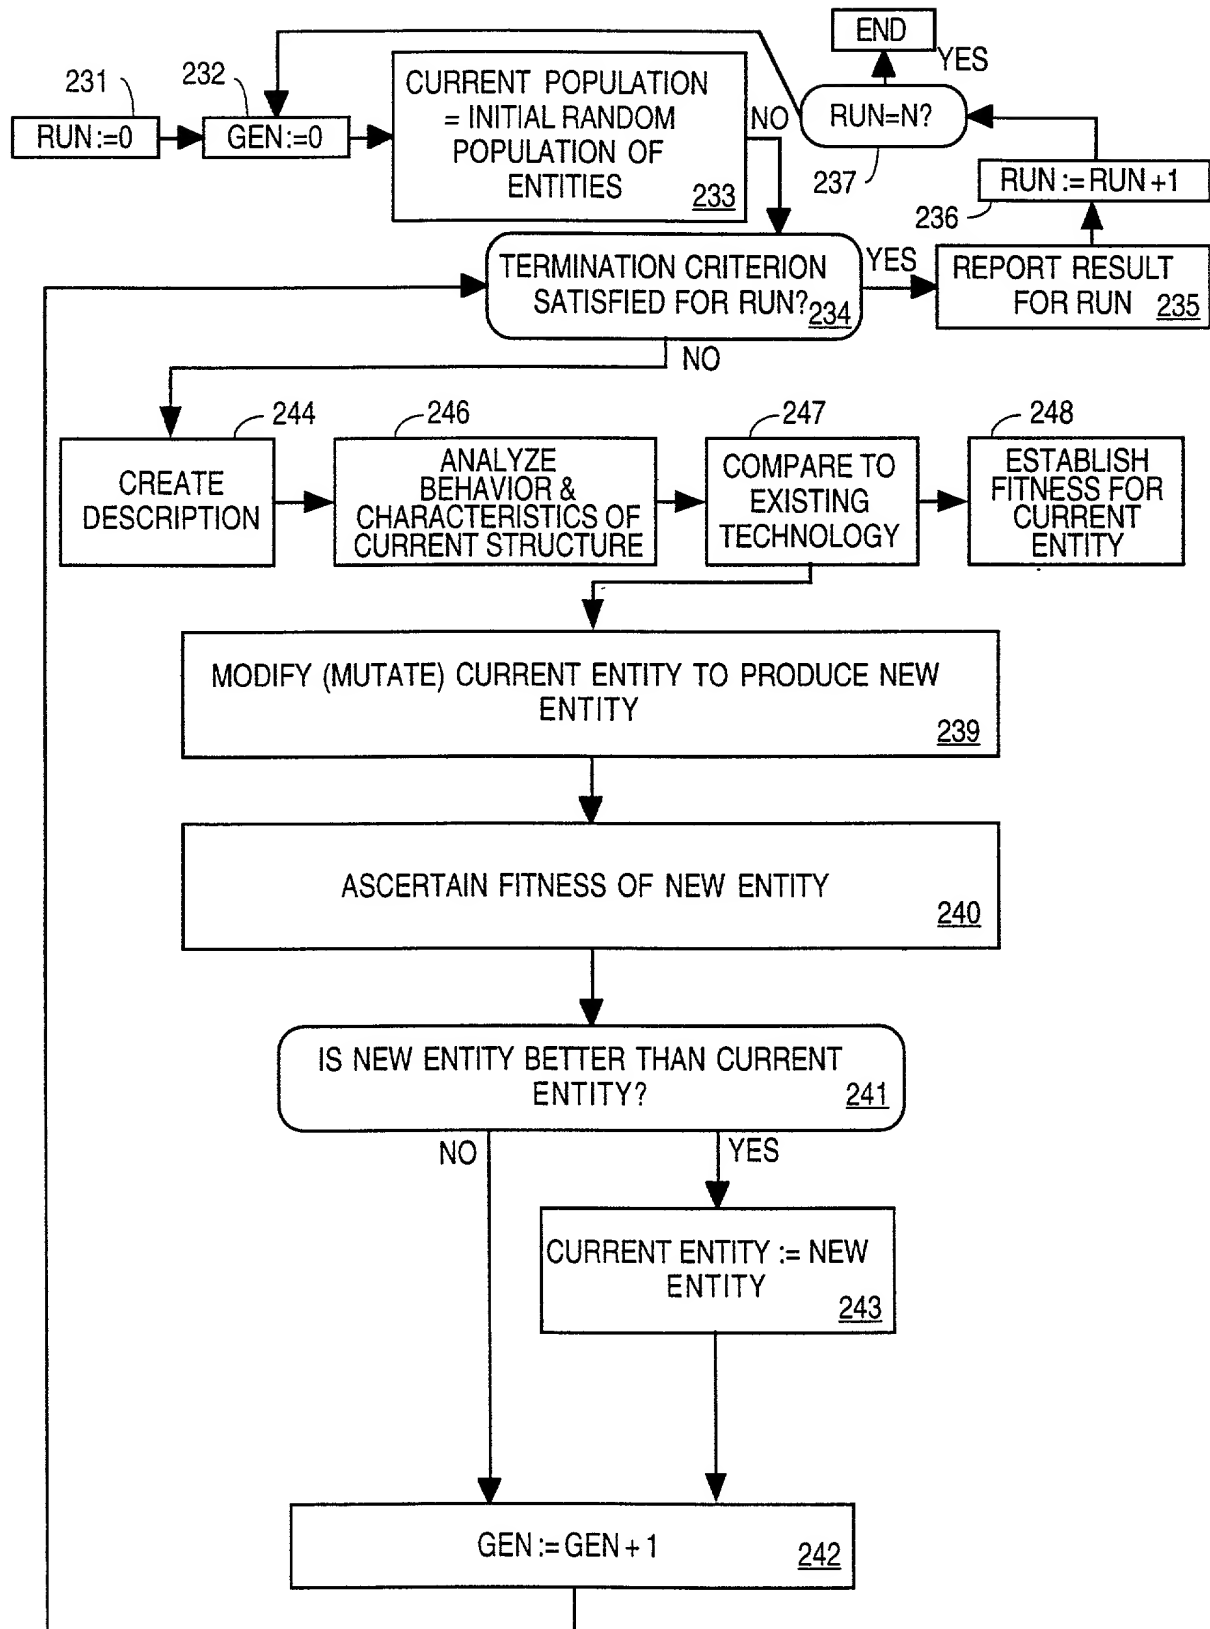 END
YES
231
232
CURRENT POPULATION
= INITIAL RANDOM
POPULATION OF
ENTITIES
233
NO
RUN=N?
237
RUN:=0
GEN:=0
RUN := RUN +1
236
TERMINATION CRITERION
SATISFIED FOR RUN?
234
YES
REPORT RESULT
FOR RUN
235
NO
244
246
247
248
CREATE
DESCRIPTION
ANALYZE
BEHAVIOR &
CHARACTERISTICS OF
CURRENT STRUCTURE
COMPARE TO
EXISTING
TECHNOLOGY
ESTABLISH
FITNESS FOR
CURRENT
ENTITY
MODIFY (MUTATE) CURRENT ENTITY TO PRODUCE NEW
ENTITY
239
ASCERTAIN FITNESS OF NEW ENTITY
240
IS NEW ENTITY BETTER THAN CURRENT
ENTITY?
241
NO
YES
CURRENT ENTITY := NEW
ENTITY
243
GEN := GEN + 1
242